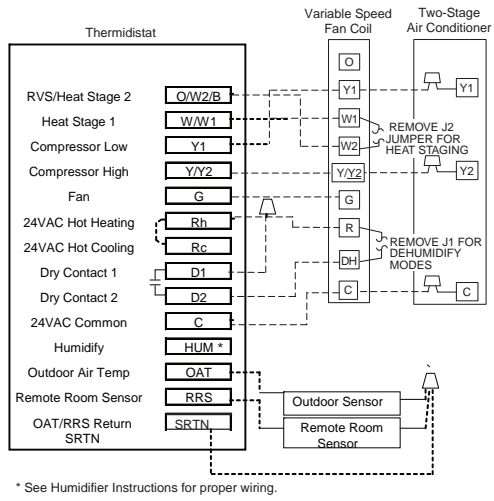 Variable Speed
Fan Coil
Two-Stage
Air Conditioner
Thermidistat
O
RVS/Heat Stage 2 O/W2/B
Y1
Y1
Heat Stage 1 W/W1
W1
REMOVE J2
JUMPER FOR
HEAT STAGING
Compressor Low Y1
W2
Compressor High Y/Y2
Y/Y2
Y2
Fan G
G
24VAC Hot Heating Rh
R
24VAC Hot Cooling Rc
REMOVE J1 FOR
DEHUMIDIFY
MODES
Dry Contact 1 D1
DH
Dry Contact 2 D2
C
C
24VAC Common C
Humidify HUM *
Outdoor Air Temp OAT
Remote Room Sensor RRS
Outdoor Sensor
OAT/RRS Return
SRTN
SRTN
Remote Room
Sensor
* See Humidifier Instructions for proper wiring.